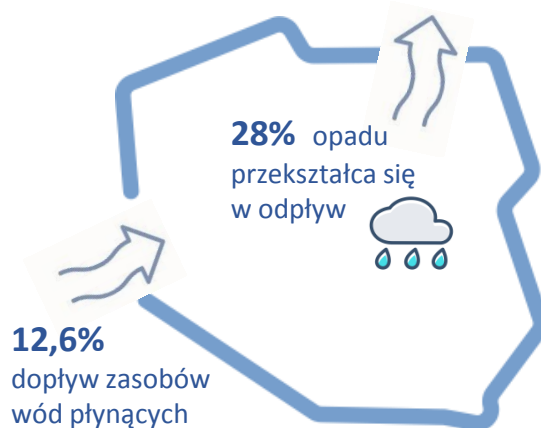 28% opadu
przekształca się
w odpływ
12,6%
dopływ zasobów
wód płynących